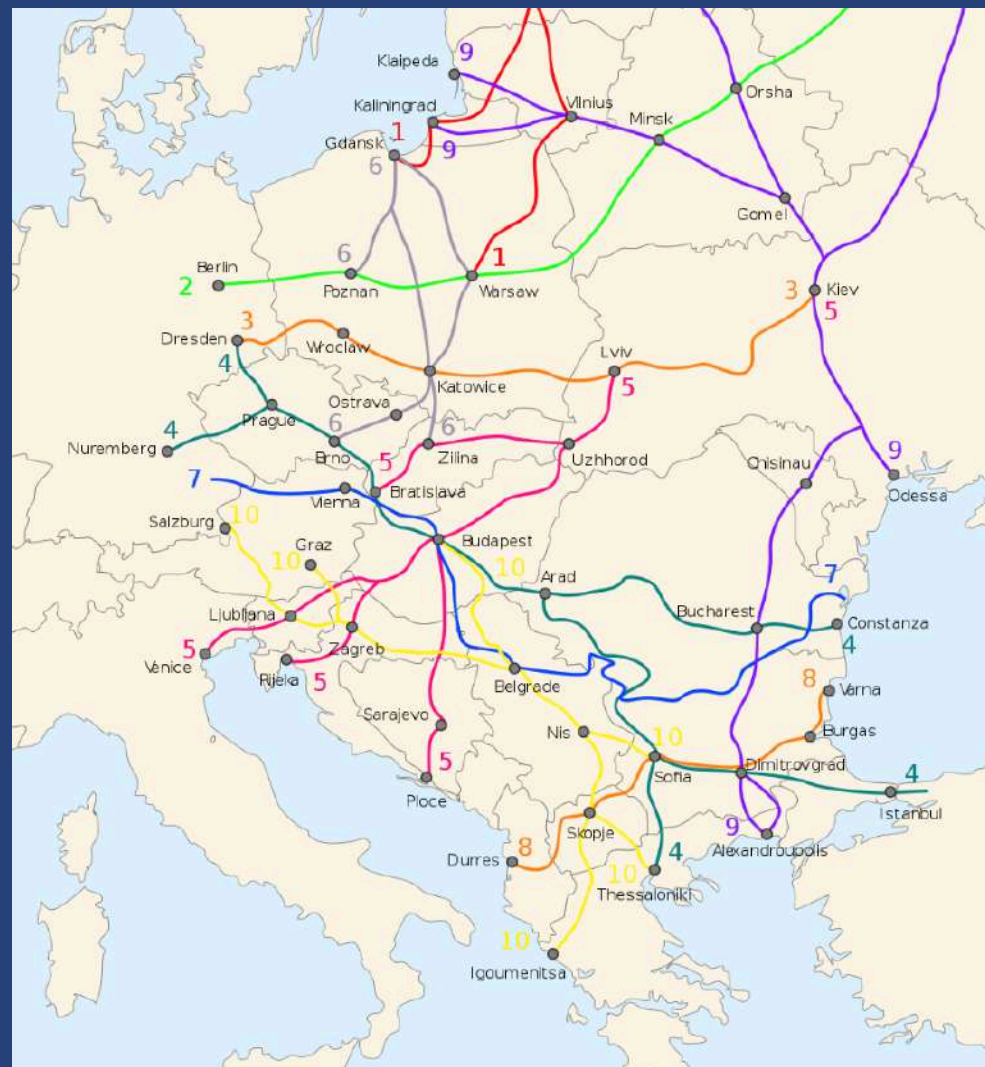 Klaipeda 9
Kaliningrad
Vilnius
Minsk
Orsha
1
Gdansk
9
6
Gomel
Berlin
6
1
2
Poznan
Warsaw
3
Kiev
5
3
Dresden
Wroclaw
Lviv
4
Katowice
5
Ostrava
Prague
6
6
4
Nuremberg
Brno
Zilina
Uzhhorod
5
Chisinau
9
7
Vienna
Bratislava
Odessa
Salzburg
10
Graz
Budapest
10
10
Arad
7
Ljubljana
Bucharest
Constanza
4
5
Zagreb
Venice
Rijeka
5
Belgrade
8
Varna
Sarajevo
Nis
Burgas
10
5
Sofia
Dimitrovgrad
4
Ploce
Istanbul
Skopje
9
Alexandroupolis
8
4
Durres
10
Thessaloniki
10
Igoumenitsa